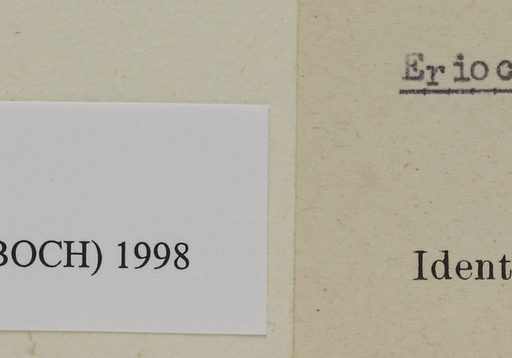 BOCH) 1998
Erioc
Ident